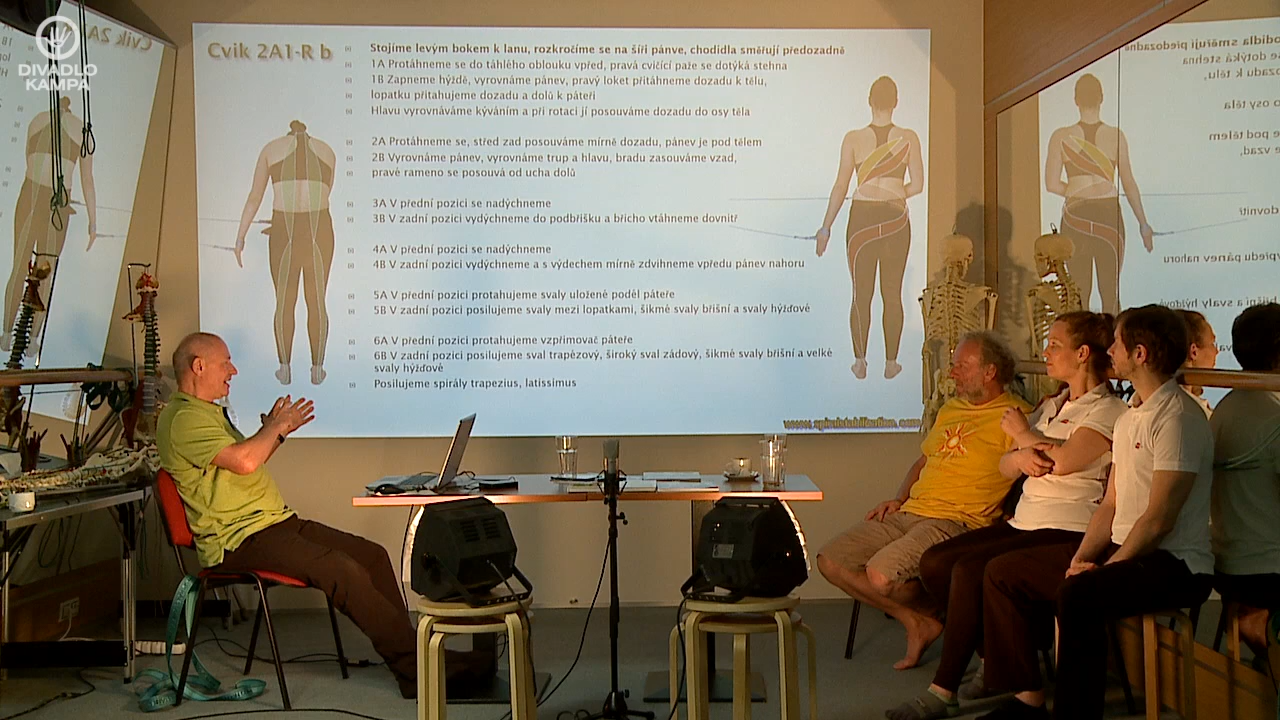 DIVADLO
KAMPA
Cvik 2A1-R b
Stojíme levým bokem k lanu, rozkročíme se na šíři pánve, chodidla směřují předozadně
1A Protáhneme se do táhlého oblouku vpřed, pravá cvičící paže se dotýká stehna
1B Zapneme hýždě, vyrovnáme pánev, pravý loket přitáhneme dozadu k tělu,
lopatku přitahujeme dozadu a dolů k páteři
Hlavu vyrovnáváme kýváním a při rotaci jí posouváme dozadu do osy těla
2A Protáhneme se, střed zad posouváme mírně dozadu, pánev je pod tělem
2B Vyrovnáme pánev, vyrovnáme trup a hlavu, bradu zasouváme vzad,
pravé rameno se posouvá od ucha dolů
3A V přední pozici se nadýchneme
3B V zadní pozici vydýchneme do podbřišku a břicho vtáhneme dovnitř
4A V přední pozici se nadýchneme
4B V zadní pozici vydýchneme a s výdechem mírně zdvihneme vpředu pánev nahoru
5A V přední pozici protahujeme svaly uložené podél páteře
5B V zadní pozici posilujeme svaly mezi lopatkami, šikmé svaly břišní a svaly hýžďové
6A V přední pozici protahujeme vzpřimovač páteře
6B V zadní pozici posilujeme sval trapézový, široký sval zádový, šikmé svaly břišní a velké
svaly hýžďové
Posilujeme spirály trapezius, latissimus
www.spiralstabilization.com